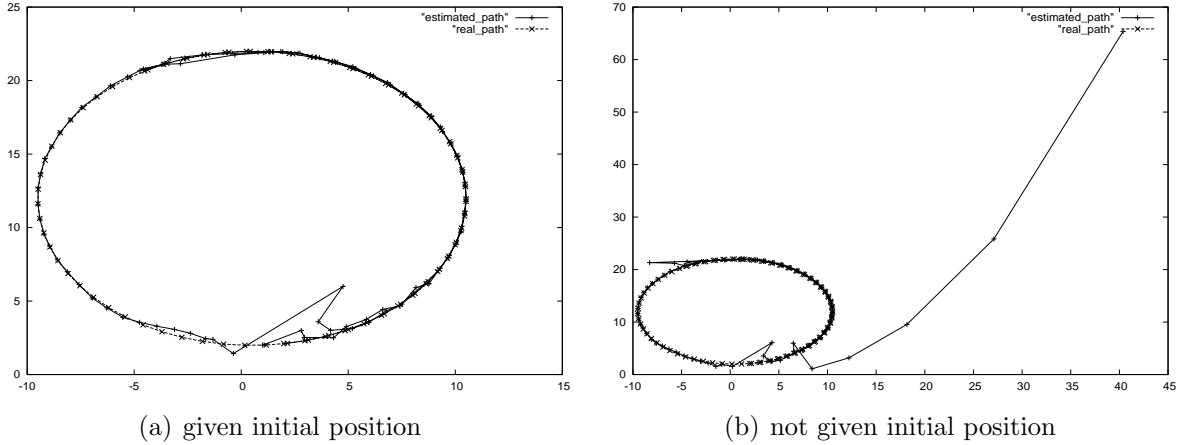 25
20
15
10
5
0
-10 -5 0 5 10 15
"estimated_path"
"real_path"
(a) given initial position
70
60
50
40
30
20
10
0
-10 -5 0 5 10 15 20 25 30 35 40 45
"estimated_path"
"real_path"
(b) not given initial position